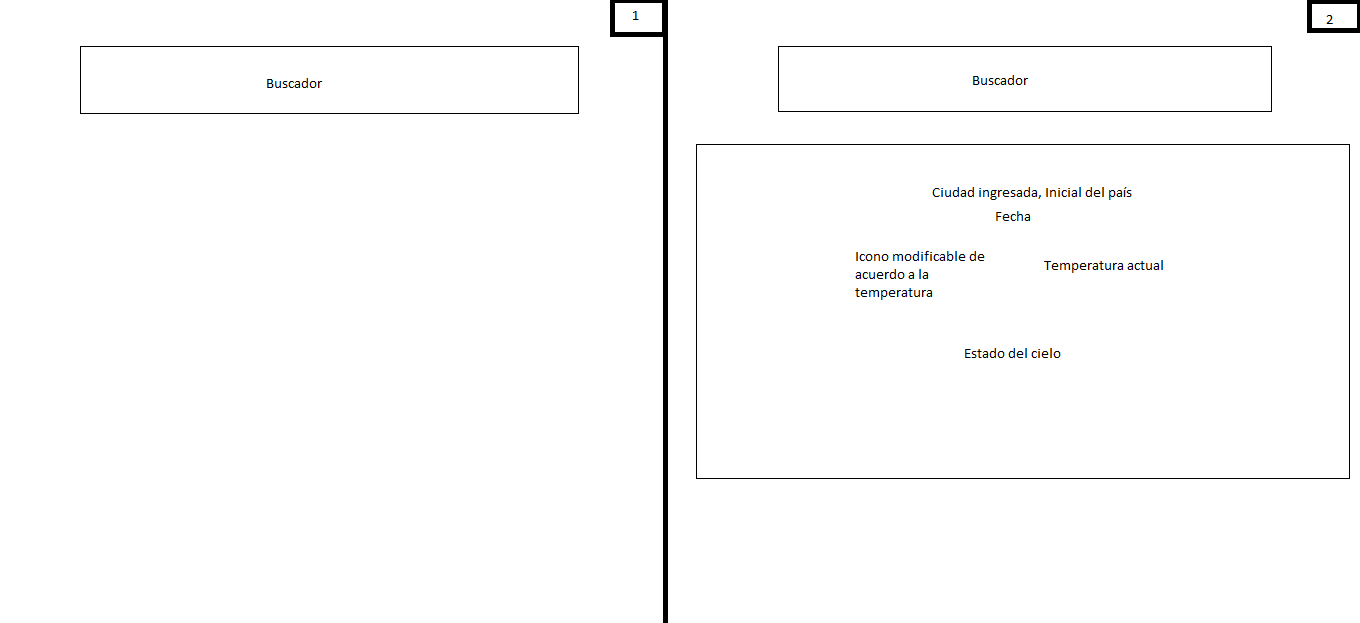 1
Buscador
2
Buscador
Ciudad ingresada, Inicial del país
Fecha
Icono modificable de
acuerdo a la
temperatura
Temperatura actual
Estado del cielo